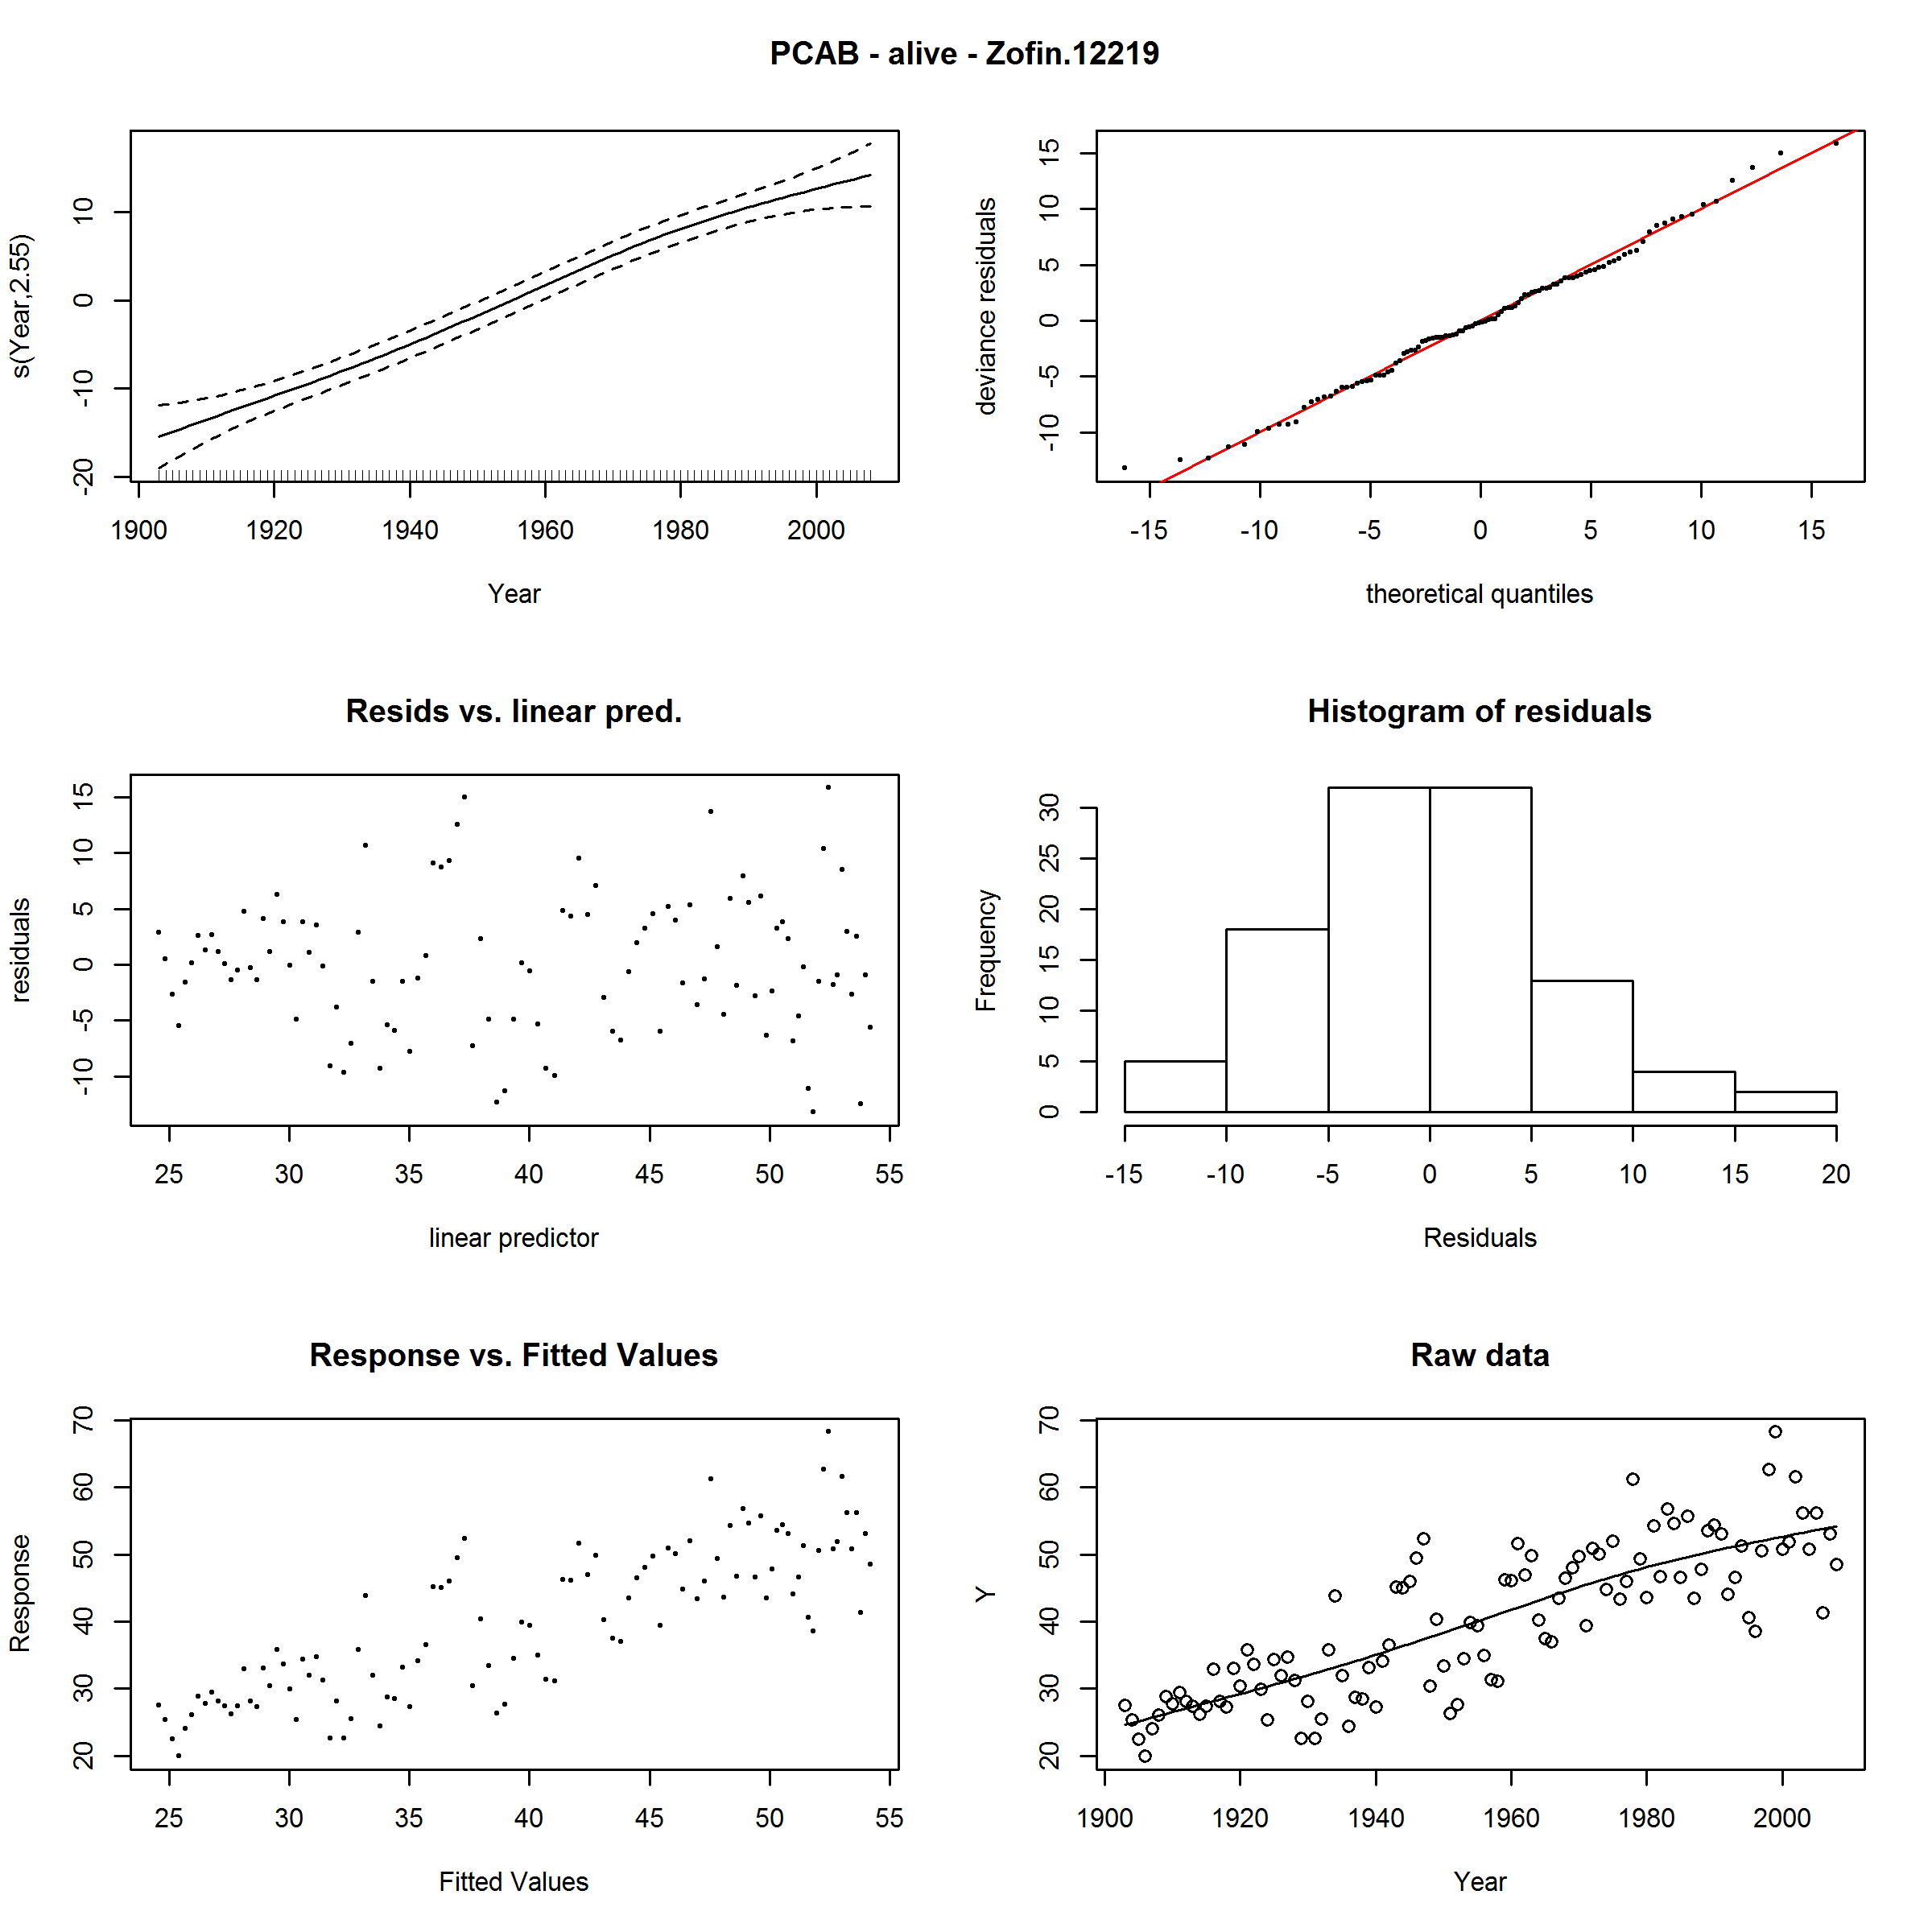 PCAB - alive - Zofin.12219
s(Year,2.55)
-20 -10 0 10
1900 1920 1940 1960 1980 2000
Year
deviance residuals
-10 -5 0 5 10 15
-15 -10 -5 0 5 10 15
theoretical quantiles
Resids vs. linear pred.
residuals
-10 -5 0 5 10 15
25 30 35 40 45 50 55
linear predictor
Histogram of residuals
Frequency
0 5 10 15 20 25 30
-15 -10 -5 0 5 10 15 20
Residuals
Response vs. Fitted Values
Response
20 30 40 50 60 70
25 30 35 40 45 50 55
Fitted Values
Raw data
Y
20 30 40 50 60 70
1900 1920 1940 1960 1980 2000
Year